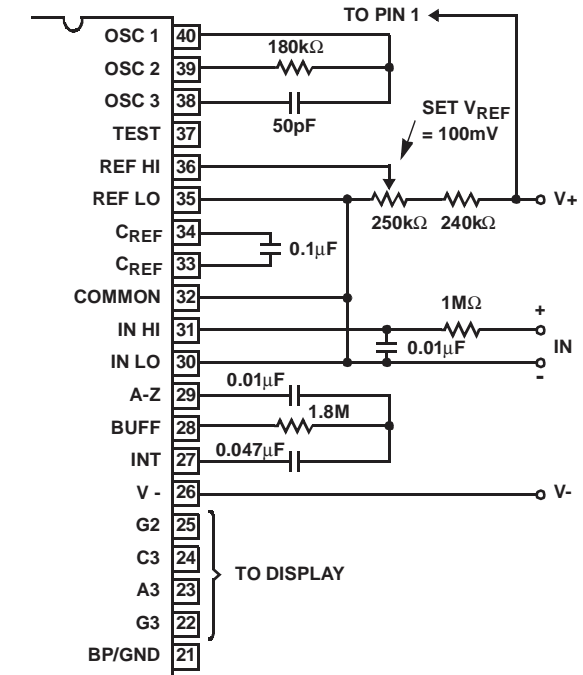 TO PIN 1
OSC 1 40
180kΩ
OSC 2 39
OSC 3 38
50pF
SET VREF
= 100mV
TEST 37
REF HI 36
REF LO 35
V+
250kΩ 240kΩ
CREF 34
0.1μF
CREF 33
COMMON 32
1MΩ
IN HI 31
+
0.01μF
IN
IN LO 30
-
A-Z 29
0.01μF
BUFF 28
1.8M
INT 27
0.047μF
V - 26
V-
G2 25
C3 24
TO DISPLAY
A3 23
G3 22
BP/GND 21